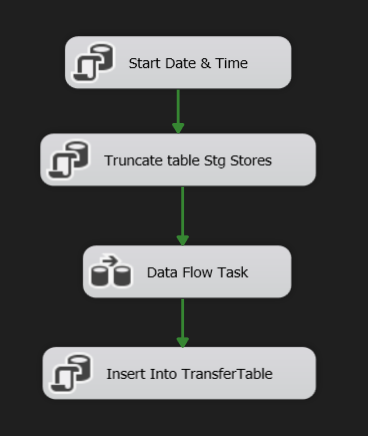 Start Date & Time
Truncate table Stg Stores
Data Flow Task
Insert Into TransferTable